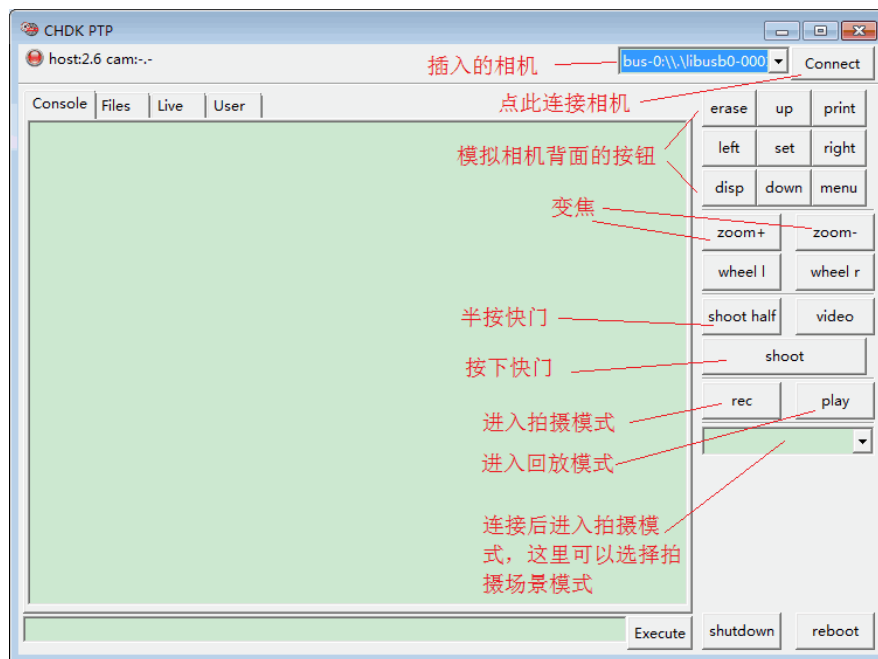 CHDK PTP
host:2.6 cam:-.-
插入的相机
bus-0:\\.\libusb0-000
Connect
Console Files Live User
点此连接相机
erase up print
模拟相机背面的按钮
left set right
disp down menu
变焦
zoom+ zoom-
wheel l wheel r
半按快门
shoot half video
按下快门
shoot
进入拍摄模式
rec play
进入回放模式
连接后进入拍摄模
式，这里可以选择拍
摄场景模式
Execute shutdown reboot